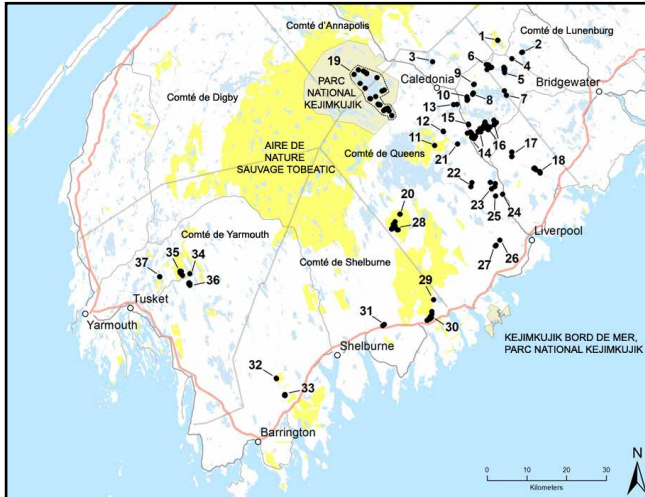 Comté d'Annapolis
Comté de Lunenburg
1
2
3
6
4
5
19
PARC
NATIONAL
KEJIMKUJIK
Caledonia
9
Bridgewater
Comté de Digby
10
8
7
13
15
12
16
AIRE DE
NATURE
SAUVAGE TOBEATIC
11
Comté de Queens
14
17
21
18
22
23
20
25
24
28
Liverpool
Comté de Yarmouth
26
27
35
34
Comté de Shelburne
37
36
29
Tusket
31
30
Yarmouth
KEJIMKUJIK BORD DE MER,
PARC NATIONAL KEJIMKUJIK
Shelburne
32
33
Barrington
N
0 10 20 30
Kilometers